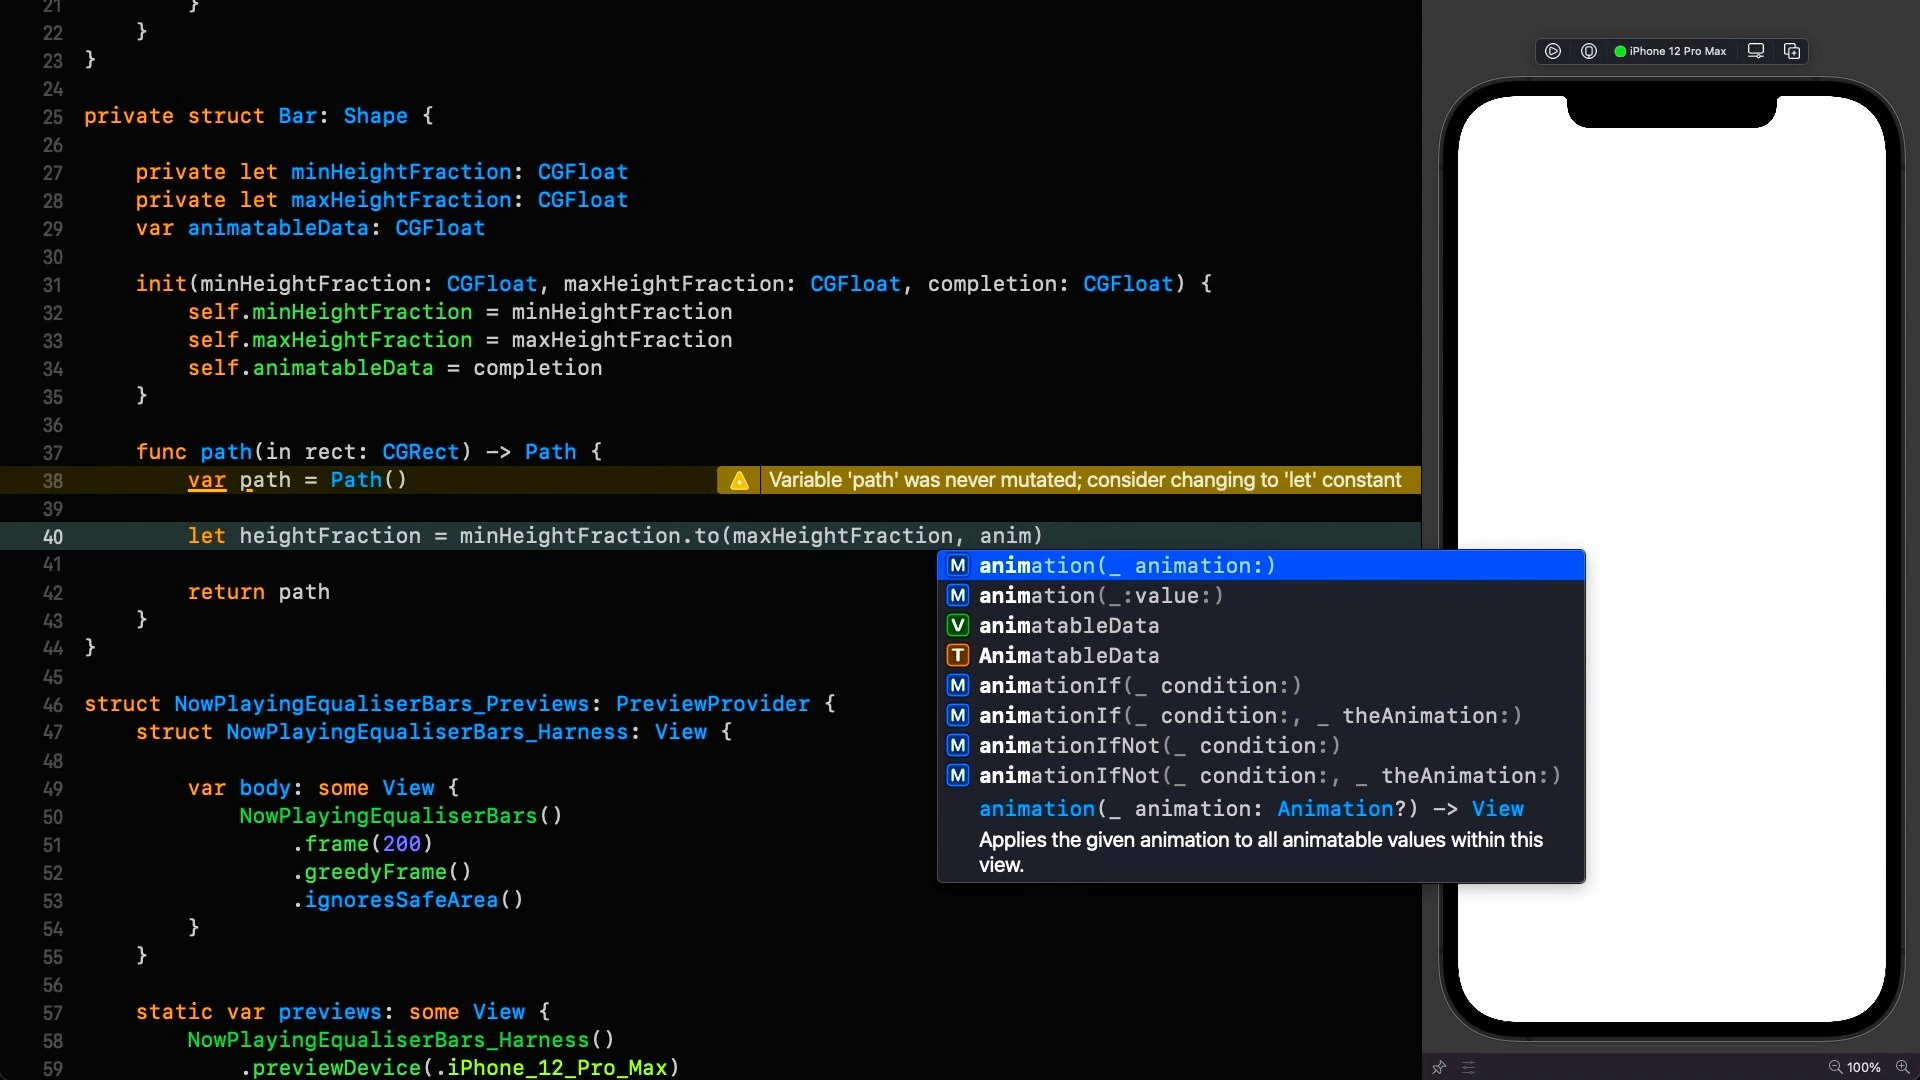 21 }
22 }
23 }
24
25 private struct Bar: Shape {
26
27 private let minHeightFraction: CGFloat
28 private let maxHeightFraction: CGFloat
29 var animatableData: CGFloat
30
31 init(minHeightFraction: CGFloat, maxHeightFraction: CGFloat, completion: CGFloat) {
32 self.minHeightFraction = minHeightFraction
33 self.maxHeightFraction = maxHeightFraction
34 self.animatableData = completion
35 }
36
37 func path(in rect: CGRect) -> Path {
38 var path = Path()
Variable 'path' was never mutated; consider changing to 'let' constant
39
40 let heightFraction = minHeightFraction.to(maxHeightFraction, anim)
41
42 return path
43 }
44 }
45
46 struct NowPlayingEqualiserBars_Previews: PreviewProvider {
47 struct NowPlayingEqualiserBars_Harness: View {
48
49 var body: some View {
50 NowPlayingEqualiserBars()
51 .frame(200)
52 .greedyFrame()
53 .ignoresSafeArea()
54 }
55 }
56
57 static var previews: some View {
58 NowPlayingEqualiserBars_Harness()
59 .previewDevice(.iPhone_12_Pro_Max)
M animation(_ animation:)
M animation(_:value:)
V animatableData
T AnimatableData
M animationIf(_ condition:)
M animationIf(_ condition:, _ theAnimation:)
M animationIfNot(_ condition:)
M animationIfNot(_ condition:, _ theAnimation:)
animation(_ animation: Animation?) -> View
Applies the given animation to all animatable values within this
view.
iPhone 12 Pro Max
100%